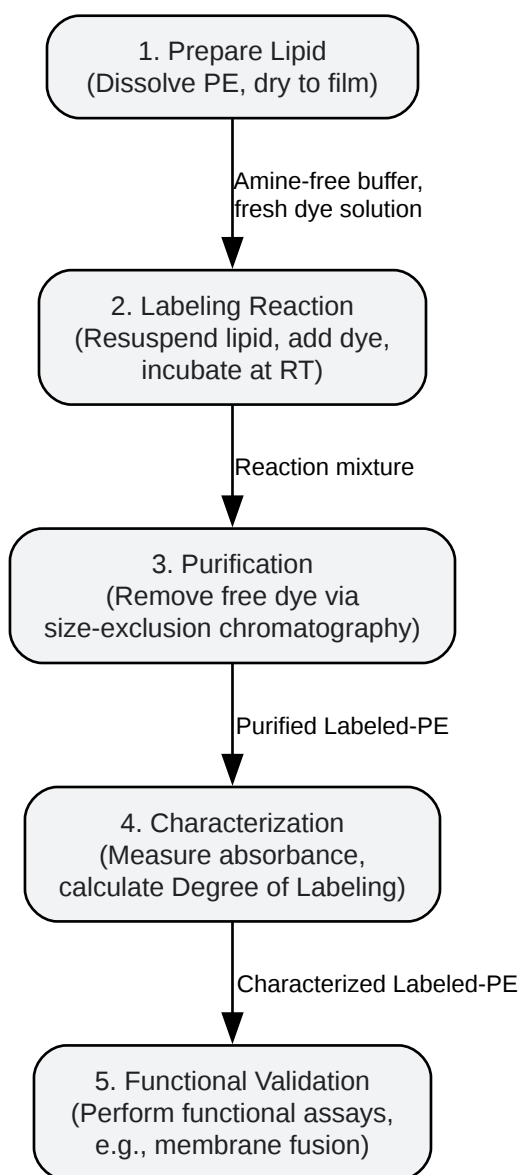 1. Prepare Lipid
(Dissolve PE, dry to film)
Amine-free buffer,
fresh dye solution
2. Labeling Reaction
(Resuspend lipid, add dye,
incubate at RT)
Reaction mixture
3. Purification
(Remove free dye via
size-exclusion chromatography)
Purified Labeled-PE
4. Characterization
(Measure absorbance,
calculate Degree of Labeling)
Characterized Labeled-PE
5. Functional Validation
(Perform functional assays,
e.g., membrane fusion)